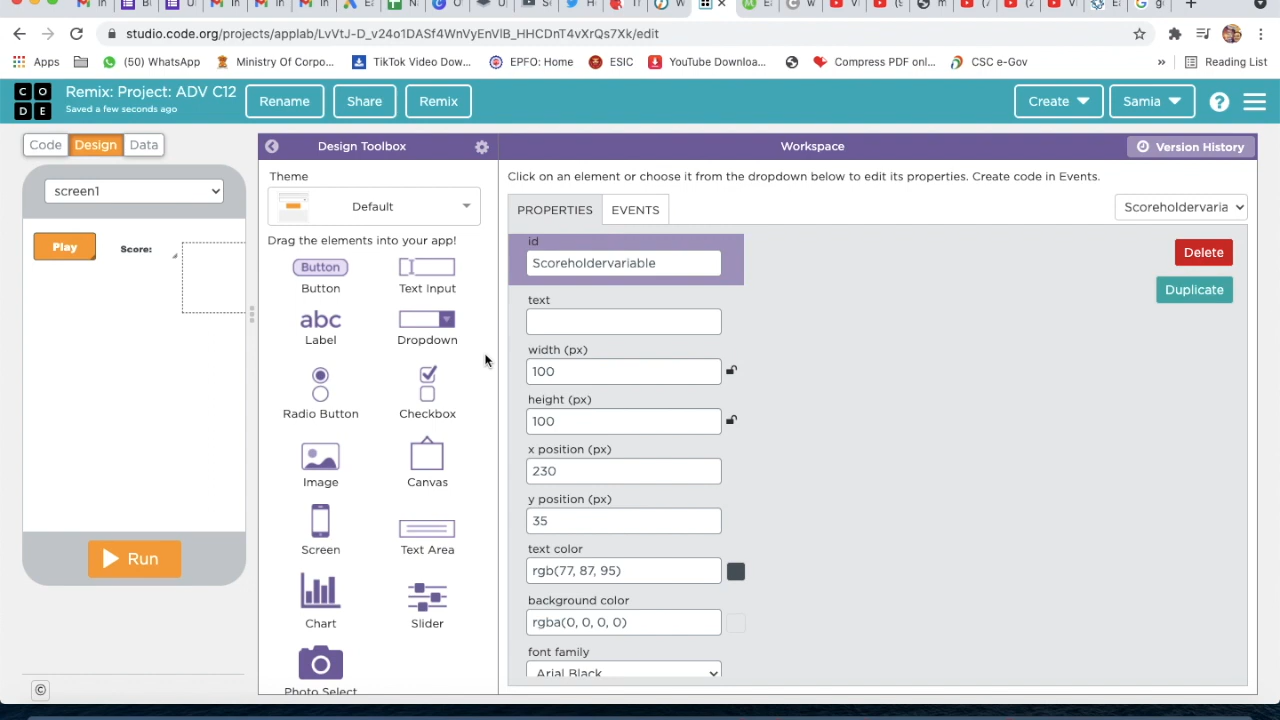 (50) WhatsApp
studio.code.org/projects/applab/LvVtJ-D_v24o1DASf4WnVyEnVlB_HHCDnT4vXrQs7Xk/edit
Apps (50) WhatsApp Ministry Of Corpo... TikTok Video Dow... EPFO: Home ESIC YouTube Downloa... Compress PDF onl... CSC e-Gov » Reading List
C O D E
Remix: Project: ADV C12
Saved a few seconds ago
Rename Share Remix Create Samia ?
Code Design Data
Design Toolbox
Workspace
Version History
screen1
Play
Score:
Run
©
Theme
Default
Drag the elements into your app!
Button
Button Text Input
abc
Label Dropdown
Radio Button Checkbox
Image Canvas
Screen Text Area
Chart Slider
Photo Select
Click on an element or choose it from the dropdown below to edit its properties. Create code in Events.
PROPERTIES EVENTS
Scoreholdervaria
Delete
Duplicate
id
Scoreholdervariable
text
width (px)
100
height (px)
100
x position (px)
230
y position (px)
35
text color
rgb(77, 87, 95)
background color
rgba(0, 0, 0, 0)
font family
Arial Black